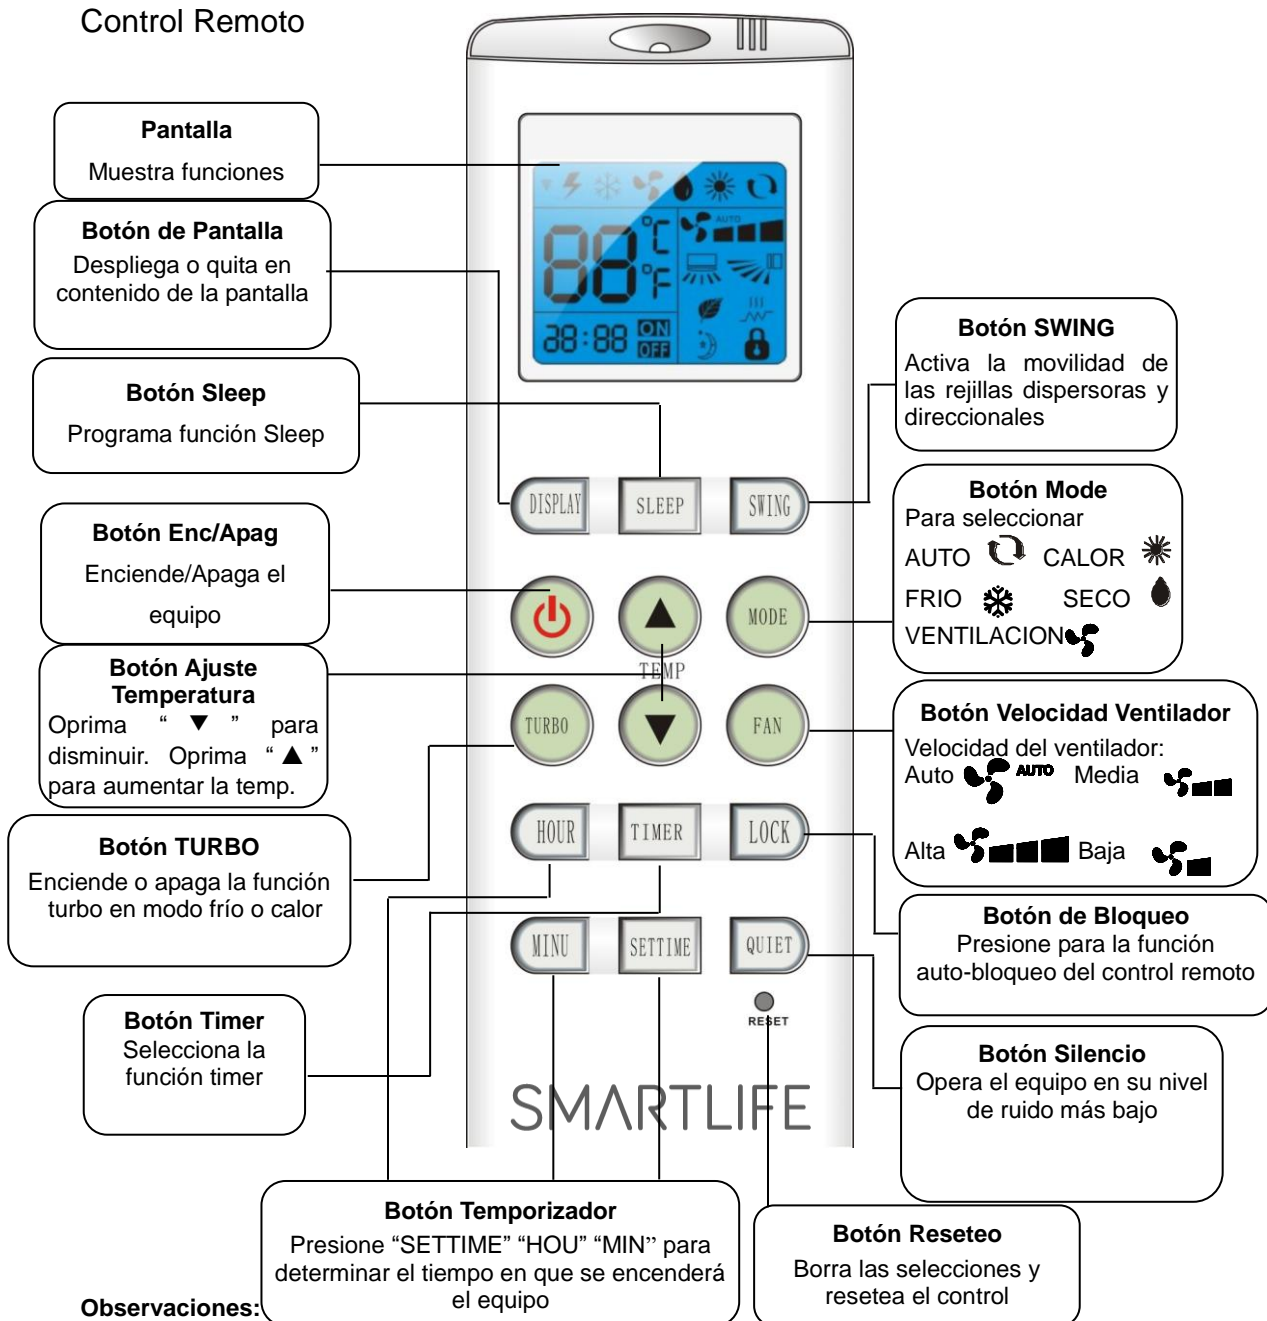 Control Remoto
Pantalla
Muestra funciones
Botón de Pantalla
Despliega o quita en
contenido de la pantalla
Botón Sleep
Programa función Sleep
Botón Enc/Apag
Enciende/Apaga el
equipo
Botón Ajuste
Temperatura
Oprima “ ▼ ” para
disminuir. Oprima “ ▲ ”
para aumentar la temp.
Botón TURBO
Enciende o apaga la función
turbo en modo frío o calor
Botón Timer
Selecciona la
función timer
88 °C
°F
AUTO
28:88 ON
OFF
DISPLAY SLEEP SWING
MODE
TEMP
TURBO FAN
HOUR TIMER LOCK
MINU SETTIME QUIET
RESET
SMARTLIFE
Botón SWING
Activa la movilidad de
las rejillas dispersoras y
direccionales
Botón Mode
Para seleccionar
AUTO CALOR
FRIO SECO
VENTILACION
Botón Velocidad Ventilador
Velocidad del ventilador:
Auto AUTO Media
Alta Baja
Botón de Bloqueo
Presione para la función
auto-bloqueo del control remoto
Botón Silencio
Opera el equipo en su nivel
de ruido más bajo
Botón Temporizador
Presione “SETTIME” “HOU” “MIN” para
determinar el tiempo en que se encenderá
el equipo
Botón Reseteo
Borra las selecciones y
resetea el control
Observaciones: